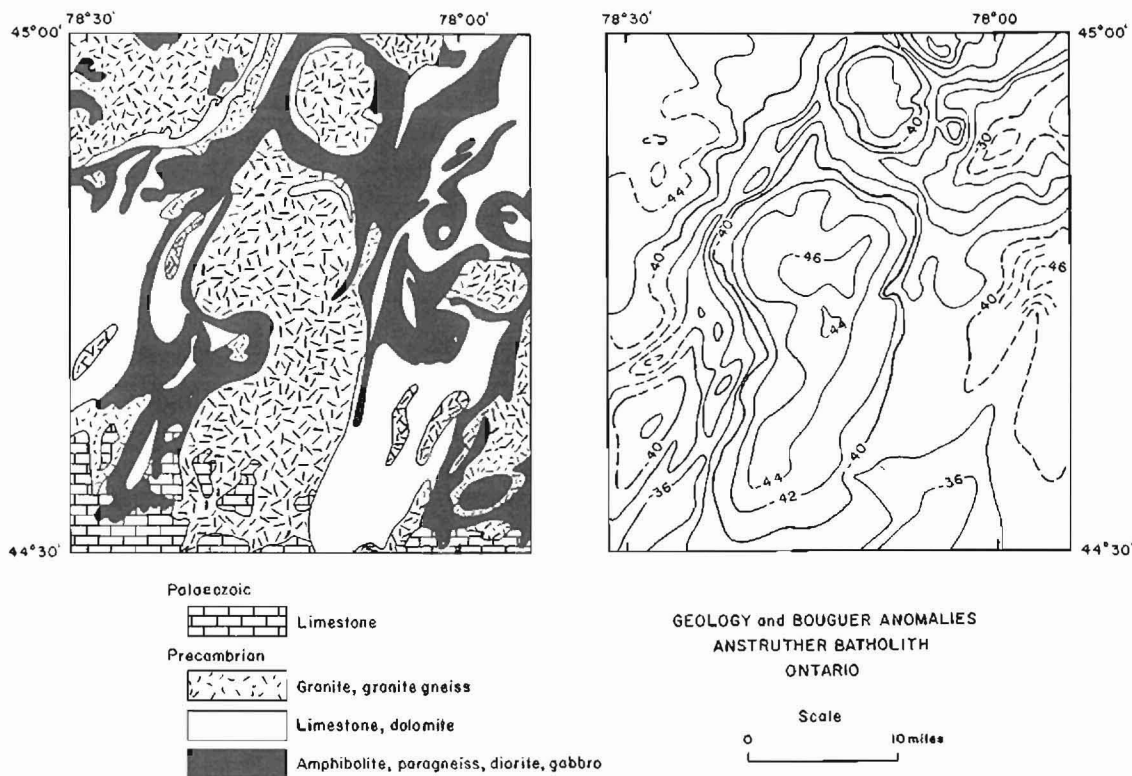 78°30' 78°00
45°00'
44°30'
78°30' 78°00
45°00'
44°30'
-40
-30
-44
-40
-46
-46
-40
-40
-44
-40
-44
-42
-40
-36
-36
Palaeozoic
Limestone
Precambrian
Granite, granite gneiss
Limestone, dolomite
Amphibolite, paragneiss, diorite, gabbro
GEOLOGY and BOUGUER ANOMALIES
ANSTRUTHER BATHOLITH
ONTARIO
Scale
0 10 miles